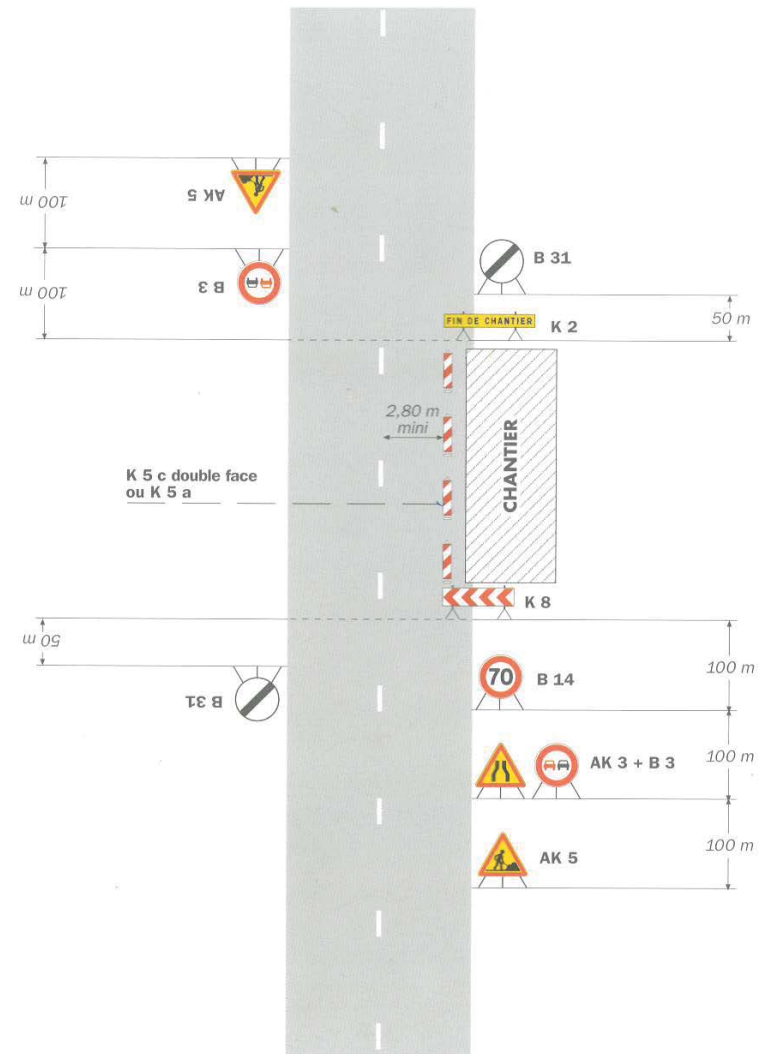 AK 5
100 m
B 3
100 m
B 31
FIN DE CHANTIER
K 2
50 m
2,80 m
mini
CHANTIER
K 5 c double face
ou K 5 a
K 8
50 m
B 31
70
B 14
100 m
AK 3 + B 3
100 m
AK 5
100 m